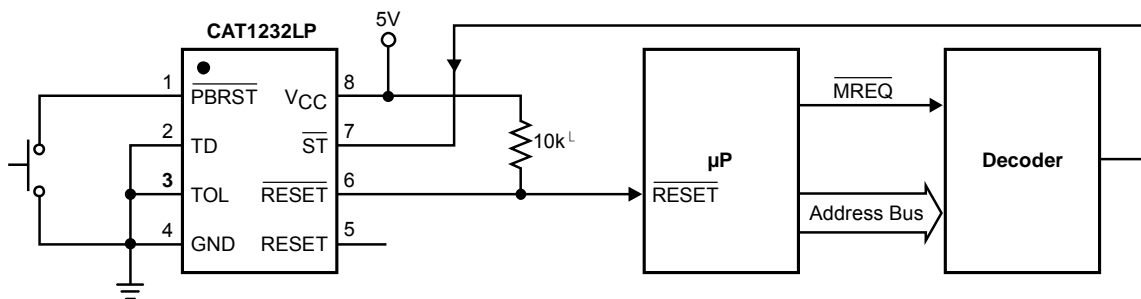 CAT1232LP
5V
1
PBRST
2
TD
3
TOL
4
GND
8
VCC
7
ST
6
RESET
5
RESET
10k
µP
RESET
MREQ
Address Bus
Decoder